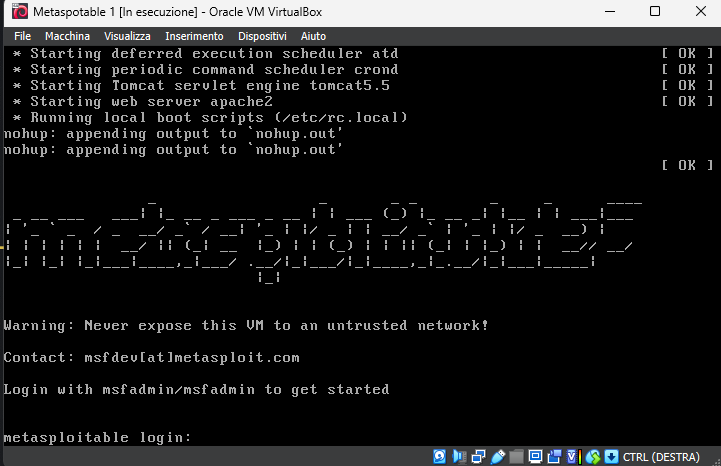 Metaspotable 1 [In esecuzione] - Oracle VM VirtualBox
File Macchina Visualizza Inserimento Dispositivi Aiuto
* Starting deferred execution scheduler atd [ OK ]
* Starting periodic command scheduler crond [ OK ]
* Starting Tomcat servlet engine tomcat5.5 [ OK ]
* Starting web server apache2 [ OK ]
* Running local boot scripts (/etc/rc.local)
nohup: appending output to `nohup.out'
nohup: appending output to `nohup.out'
[ OK ]
metasploitable2
Warning: Never expose this VM to an untrusted network!
Contact: msfdev[at]metasploit.com
Login with msfadmin/msfadmin to get started
metasploitable login:
CTRL (DESTRA)